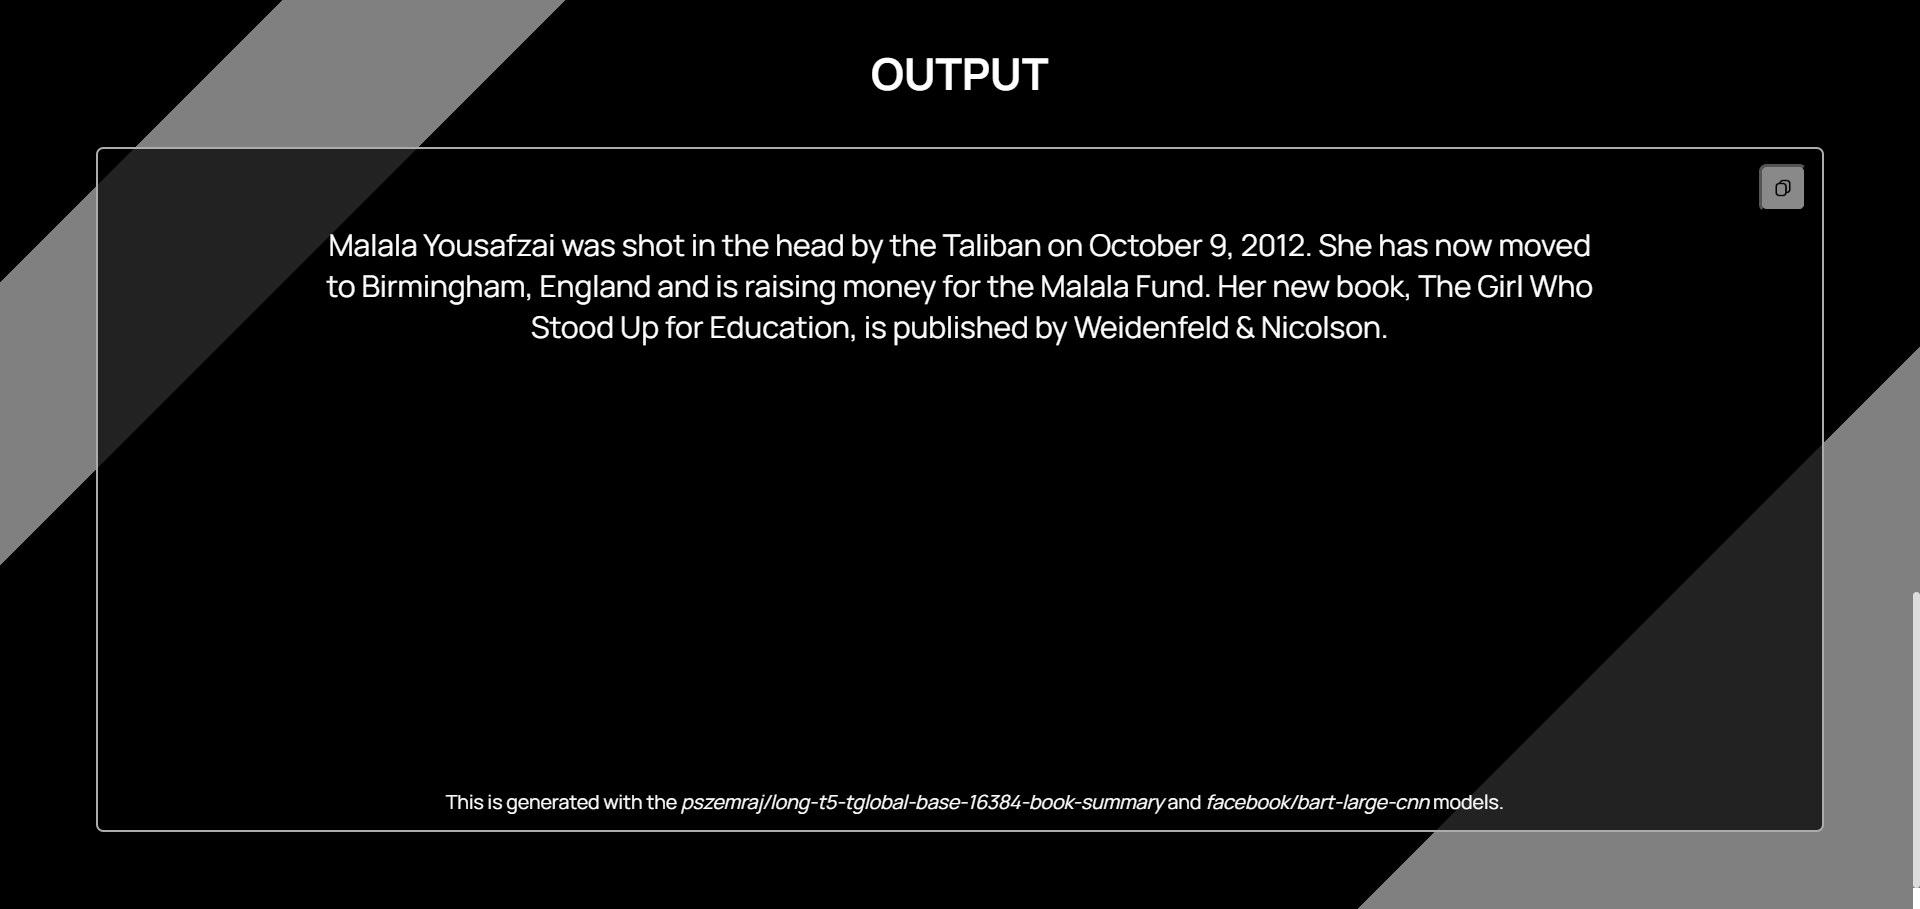 OUTPUT
Malala Yousafzai was shot in the head by the Taliban on October 9, 2012. She has now moved
to Birmingham, England and is raising money for the Malala Fund. Her new book, The Girl Who
Stood Up for Education, is published by Weidenfeld & Nicolson.
This is generated with the pszemraj/long-t5-tglobal-base-16384-book-summary and facebook/bart-large-cnn models.